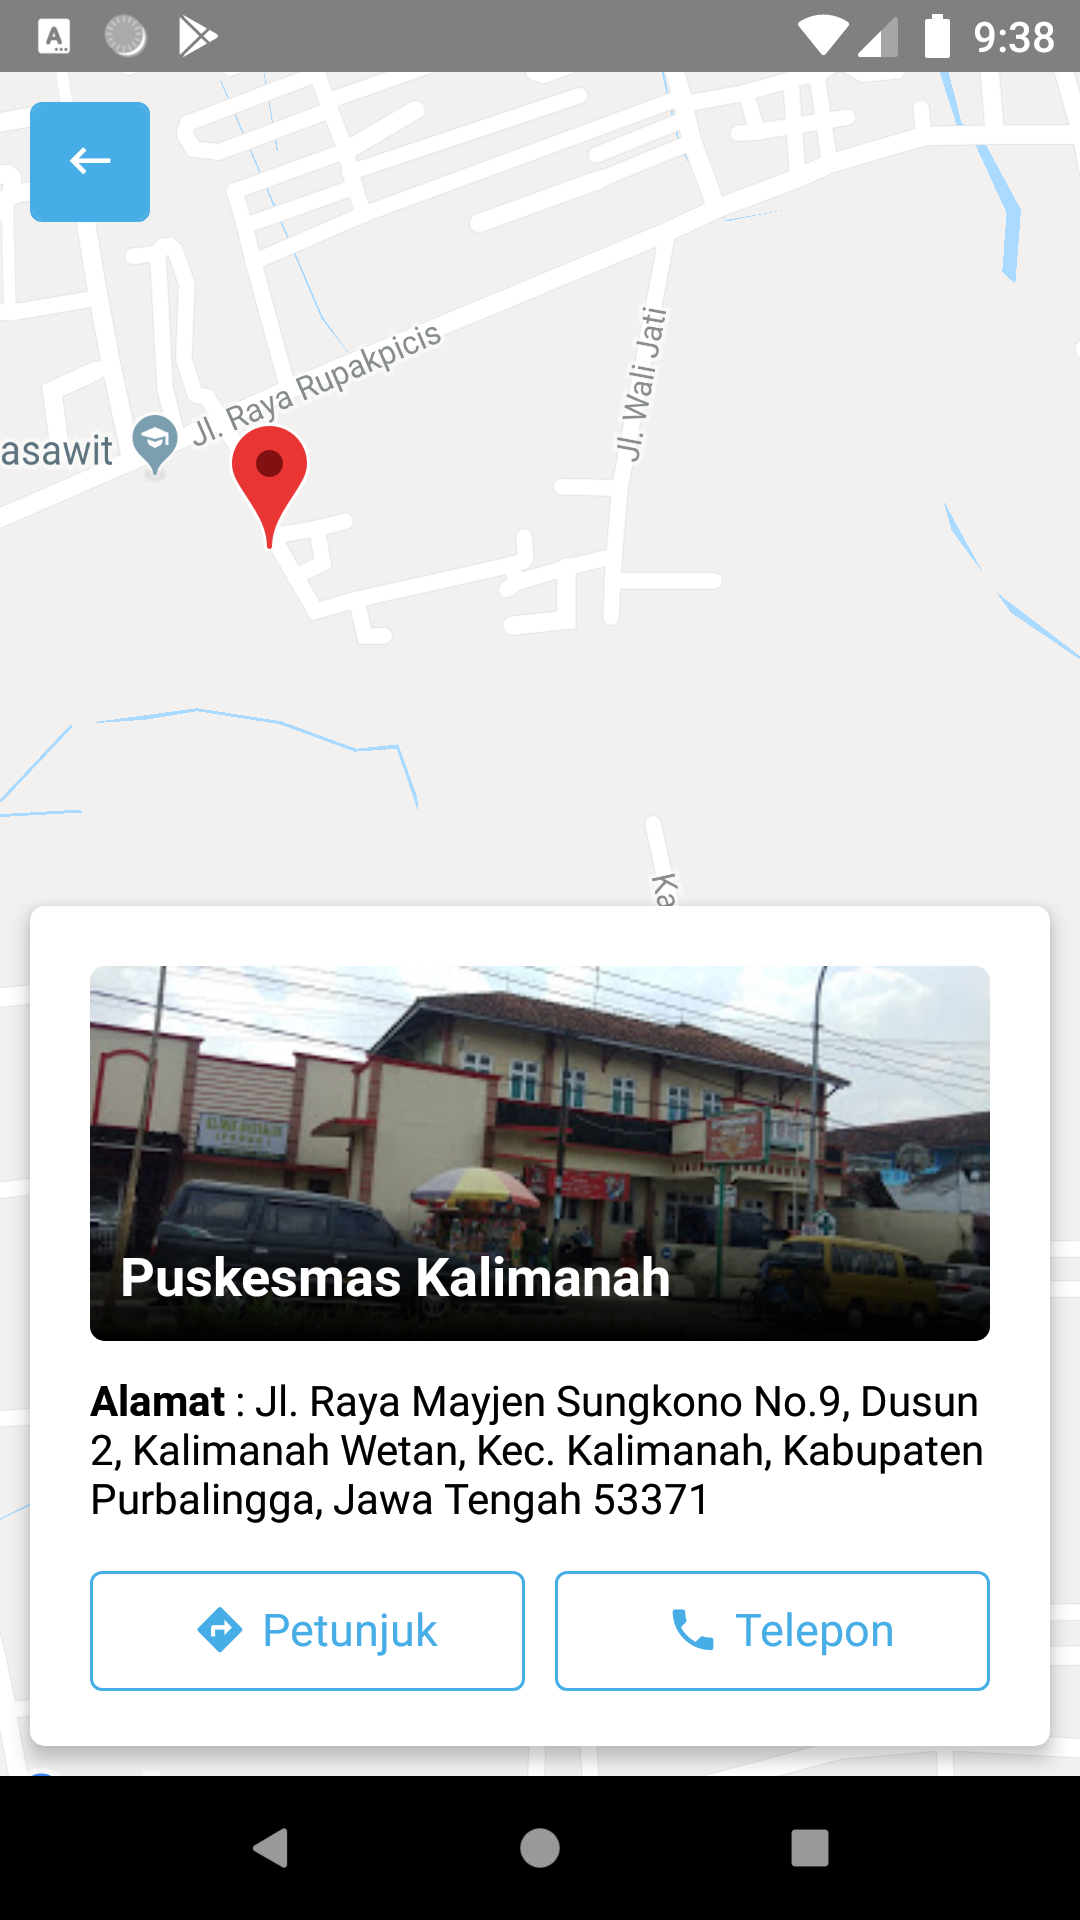 9:38
Jl. Raya Rupakpicis
Jl. Wali Jati
asawit
Ka
Puskesmas Kalimanah
Alamat : Jl. Raya Mayjen Sungkono No.9, Dusun
2, Kalimanah Wetan, Kec. Kalimanah, Kabupaten
Purbalingga, Jawa Tengah 53371
Petunjuk
Telepon